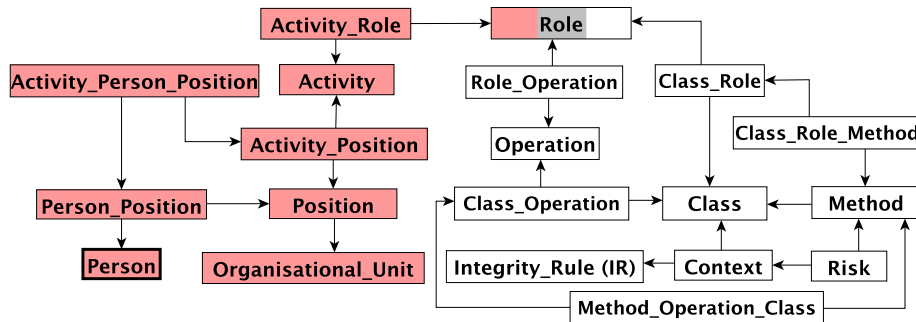 Activity_Role
Role
Activity_Person_Position
Activity
Role_Operation
Class_Role
Activity_Position
Operation
Class_Role_Method
Person_Position
Position
Class_Operation
Class
Method
Person
Organisational_Unit
Integrity_Rule (IR)
Context
Risk
Method_Operation_Class